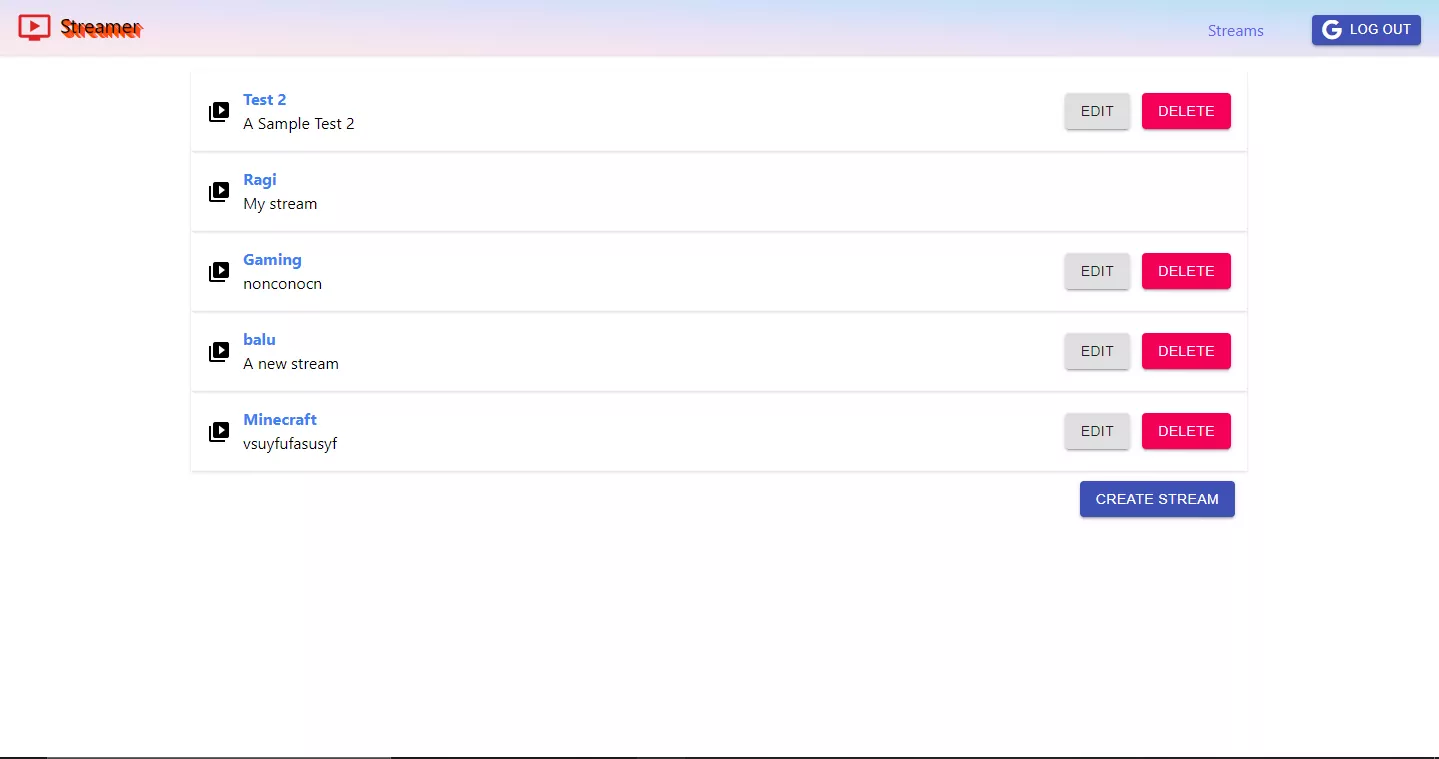 Streamer
Streams
LOG OUT
Test 2
A Sample Test 2
EDIT
DELETE
Ragi
My stream
Gaming
nonconocn
EDIT
DELETE
balu
A new stream
EDIT
DELETE
Minecraft
vsuyfufasusyf
EDIT
DELETE
CREATE STREAM